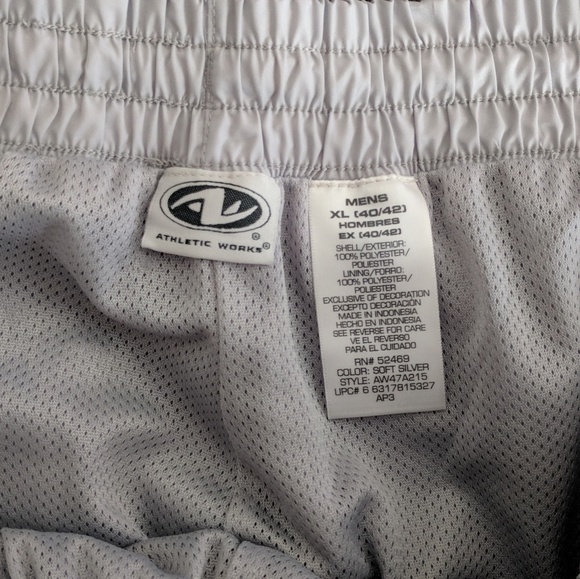 AW
®
ATHLETIC WORKS®
MENS
XL (40/42)
HOMBRES
EX (40/42)
SHELL/EXTERIOR:
100% POLYESTER/
POLIESTER
LINING/FORRO:
100% POLYESTER/
POLIESTER
EXCLUSIVE OF DECORATION
EXCEPTO DECORACIÓN
MADE IN INDONESIA
HECHO EN INDONESIA
SEE REVERSE FOR CARE
VE EL REVERSO
PARA EL CUIDADO
RN# 52469
COLOR: SOFT SILVER
STYLE: AW47A215
UPC# 6 6317815327
AP3